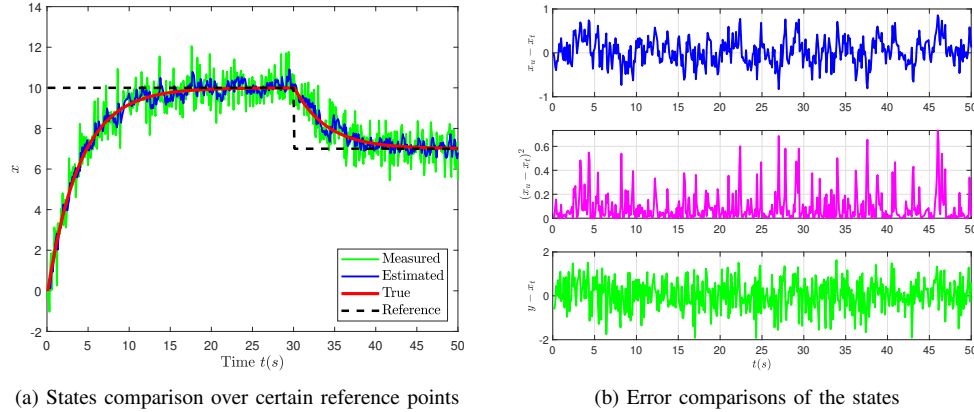 14
12
10
8
6
4
2
0
-2
x
0 5 10 15 20 25 30 35 40 45 50
Time t(s)
Measured
Estimated
True
Reference
(a) States comparison over certain reference points
1
0
-1
x_u − x_t
0 5 10 15 20 25 30 35 40 45 50
0.6
0.4
0.2
0
(x_u − x_t)²
0 5 10 15 20 25 30 35 40 45 50
2
0
-2
y − x_t
0 5 10 15 20 25 30 35 40 45 50
t(s)
(b) Error comparisons of the states